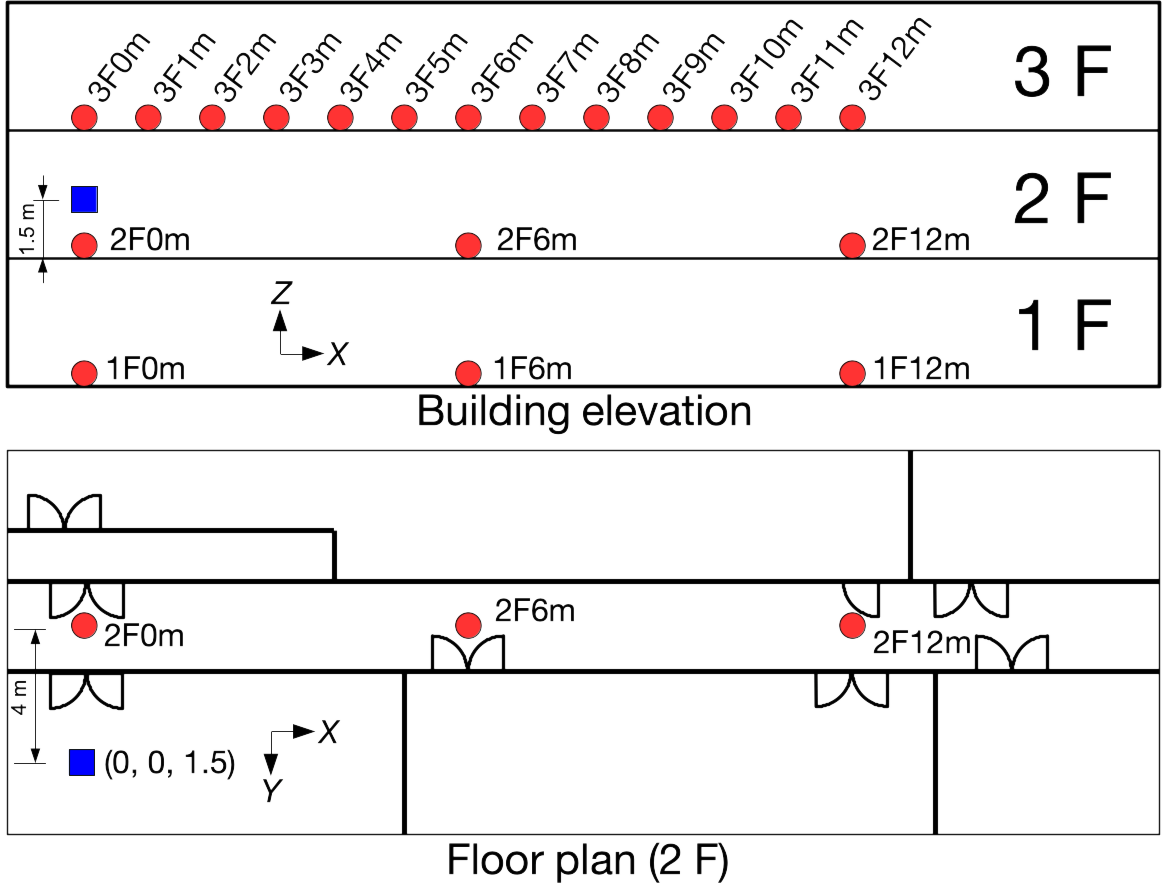 3F0m
3F1m
3F2m
3F3m
3F4m
3F5m
3F6m
3F7m
3F8m
3F9m
3F10m
3F11m
3F12m
3 F
1.5 m
2F0m
2F6m
2F12m
2 F
Z
X
1F0m
1F6m
1F12m
1 F
Building elevation
2F0m
2F6m
2F12m
4 m
(0, 0, 1.5)
X
Y
Floor plan (2 F)